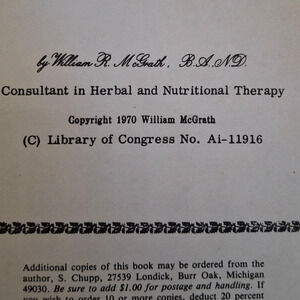 by William R. McGrath, B.A., N.D.
Consultant in Herbal and Nutritional Therapy
Copyright 1970 William McGrath
(C) Library of Congress No. Ai-11916
Additional copies of this book may be ordered from the
author, S. Chupp, 27539 Londick, Burr Oak, Michigan
49030. Be sure to add $1.00 for postage and handling. If
you wish to order 10 or more copies, deduct 20 percent